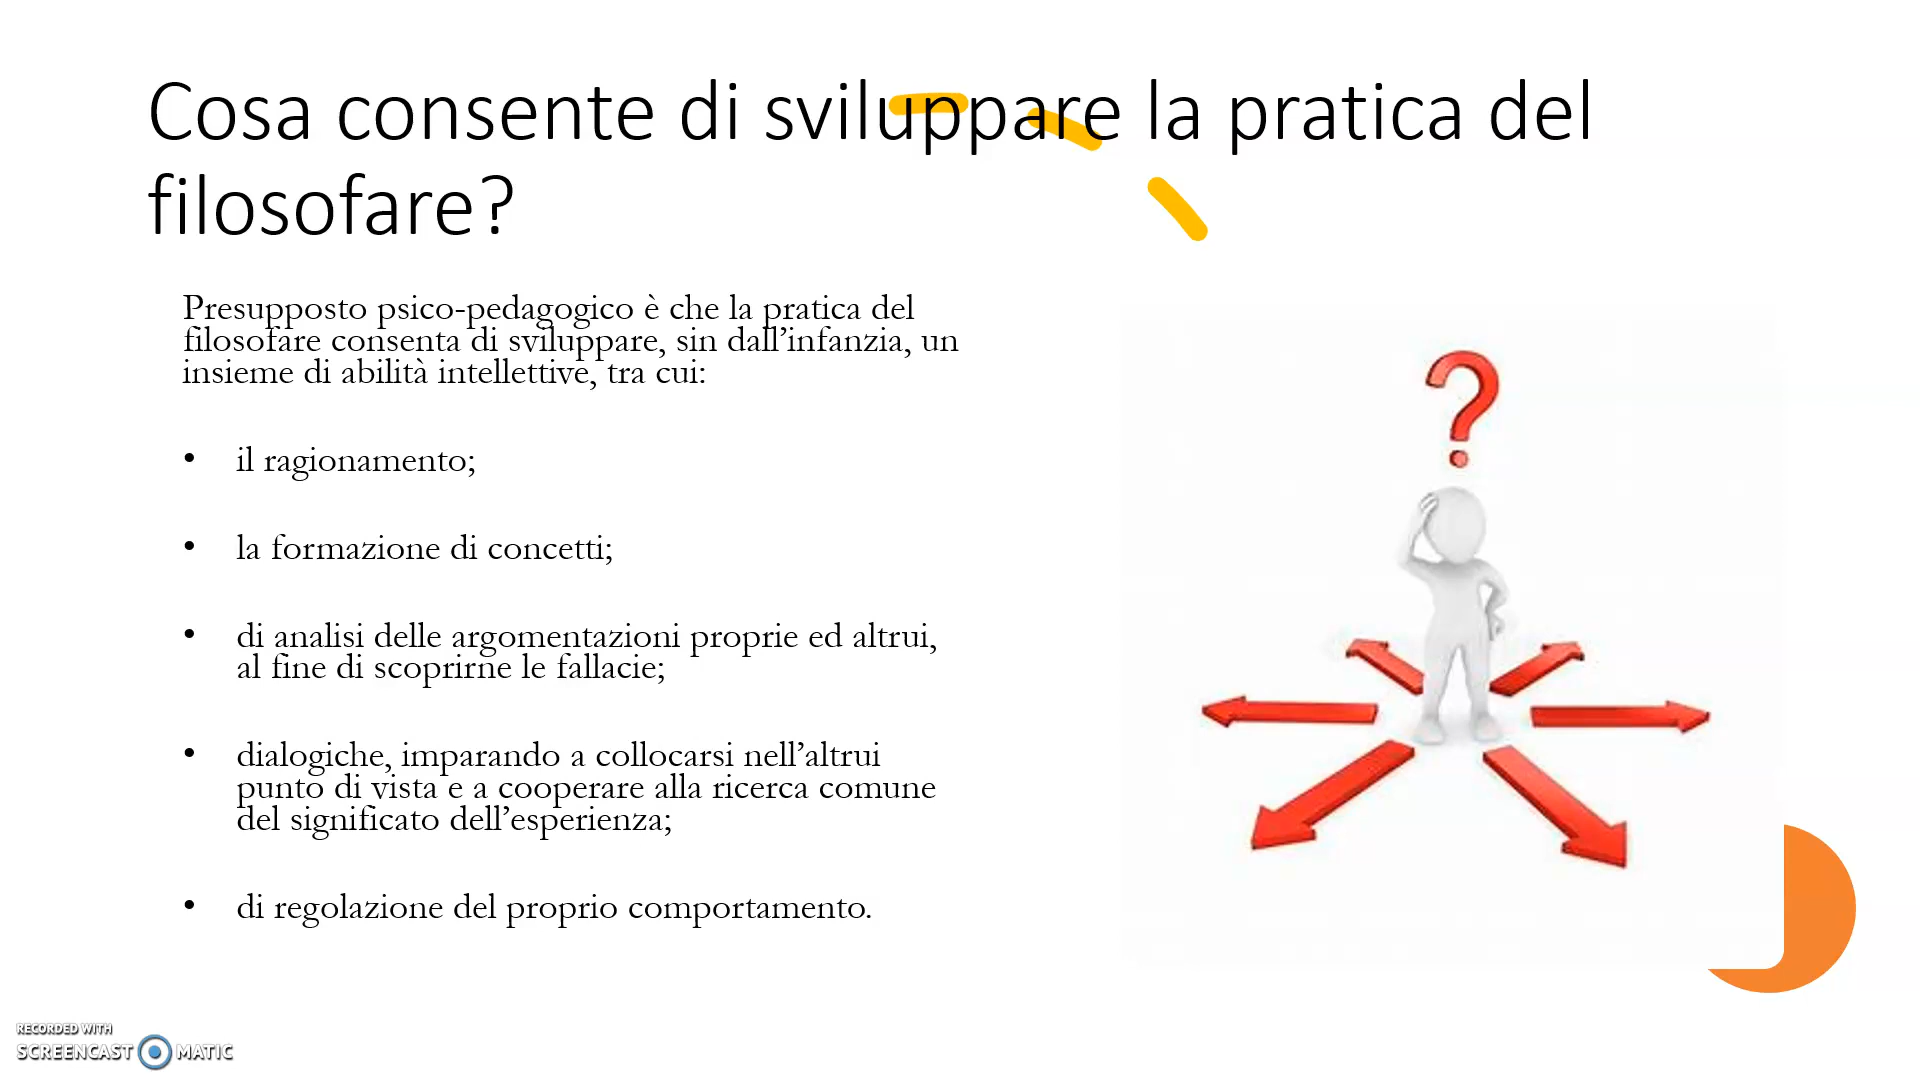 Cosa consente di sviluppare la pratica del
filosofare?
Presupposto psico-pedagogico è che la pratica del
filosofare consenta di sviluppare, sin dall’infanzia, un
insieme di abilità intellettive, tra cui:
• il ragionamento;
• la formazione di concetti;
• di analisi delle argomentazioni proprie ed altrui,
al fine di scoprirne le fallacie;
• dialogiche, imparando a collocarsi nell’altrui
punto di vista e a cooperare alla ricerca comune
del significato dell’esperienza;
• di regolazione del proprio comportamento.
?
RECORDED WITH
SCREENCAST MATIC